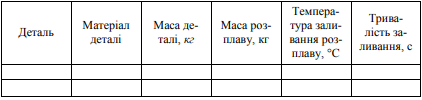 Деталь
Матеріал
деталі
Маса де-
талі, кг
Маса роз-
плаву, кг
Темпера-
тура зали-
вання роз-
плаву, °С
Трива-
лість за-
ливання, с